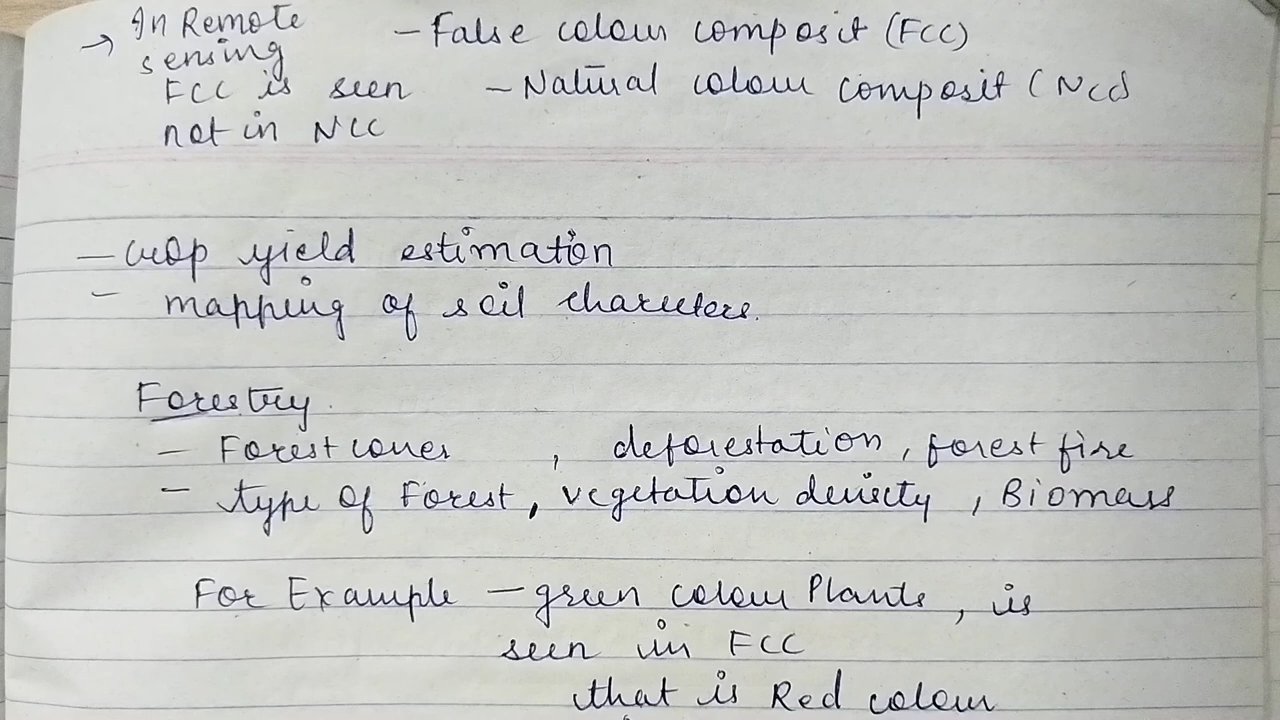 → In Remote
sensing
FCC is seen
not in NCC
– False colour composit (FCC)
– Natural colour composit (NCC)
– crop yield estimation
– mapping of soil charecters.
Forestry
– Forest cover , deforestation, forest fire
– type of Forest, vegetation density, Biomass
For Example – green colour Plants, is
seen in FCC
that is Red colour